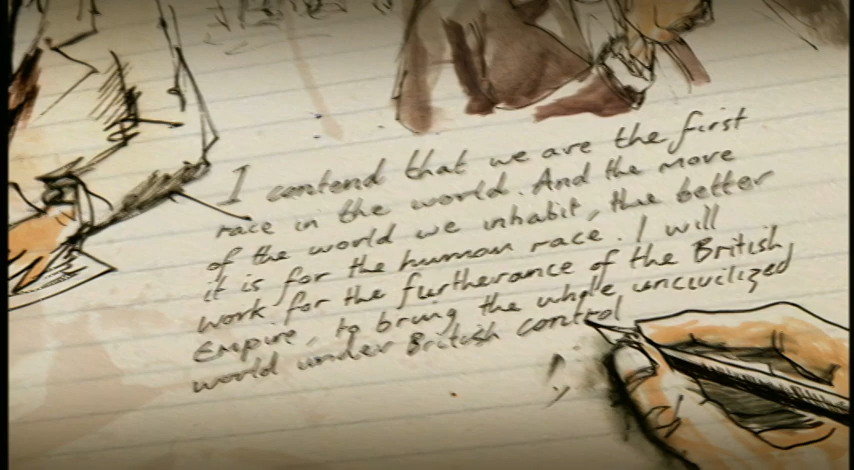 I contend that we are the first
race in the world. And the more
of the world we inhabit, the better
it is for the human race. I will
work for the furtherance of the British
Empire, to bring the whole uncivilized
world under British control